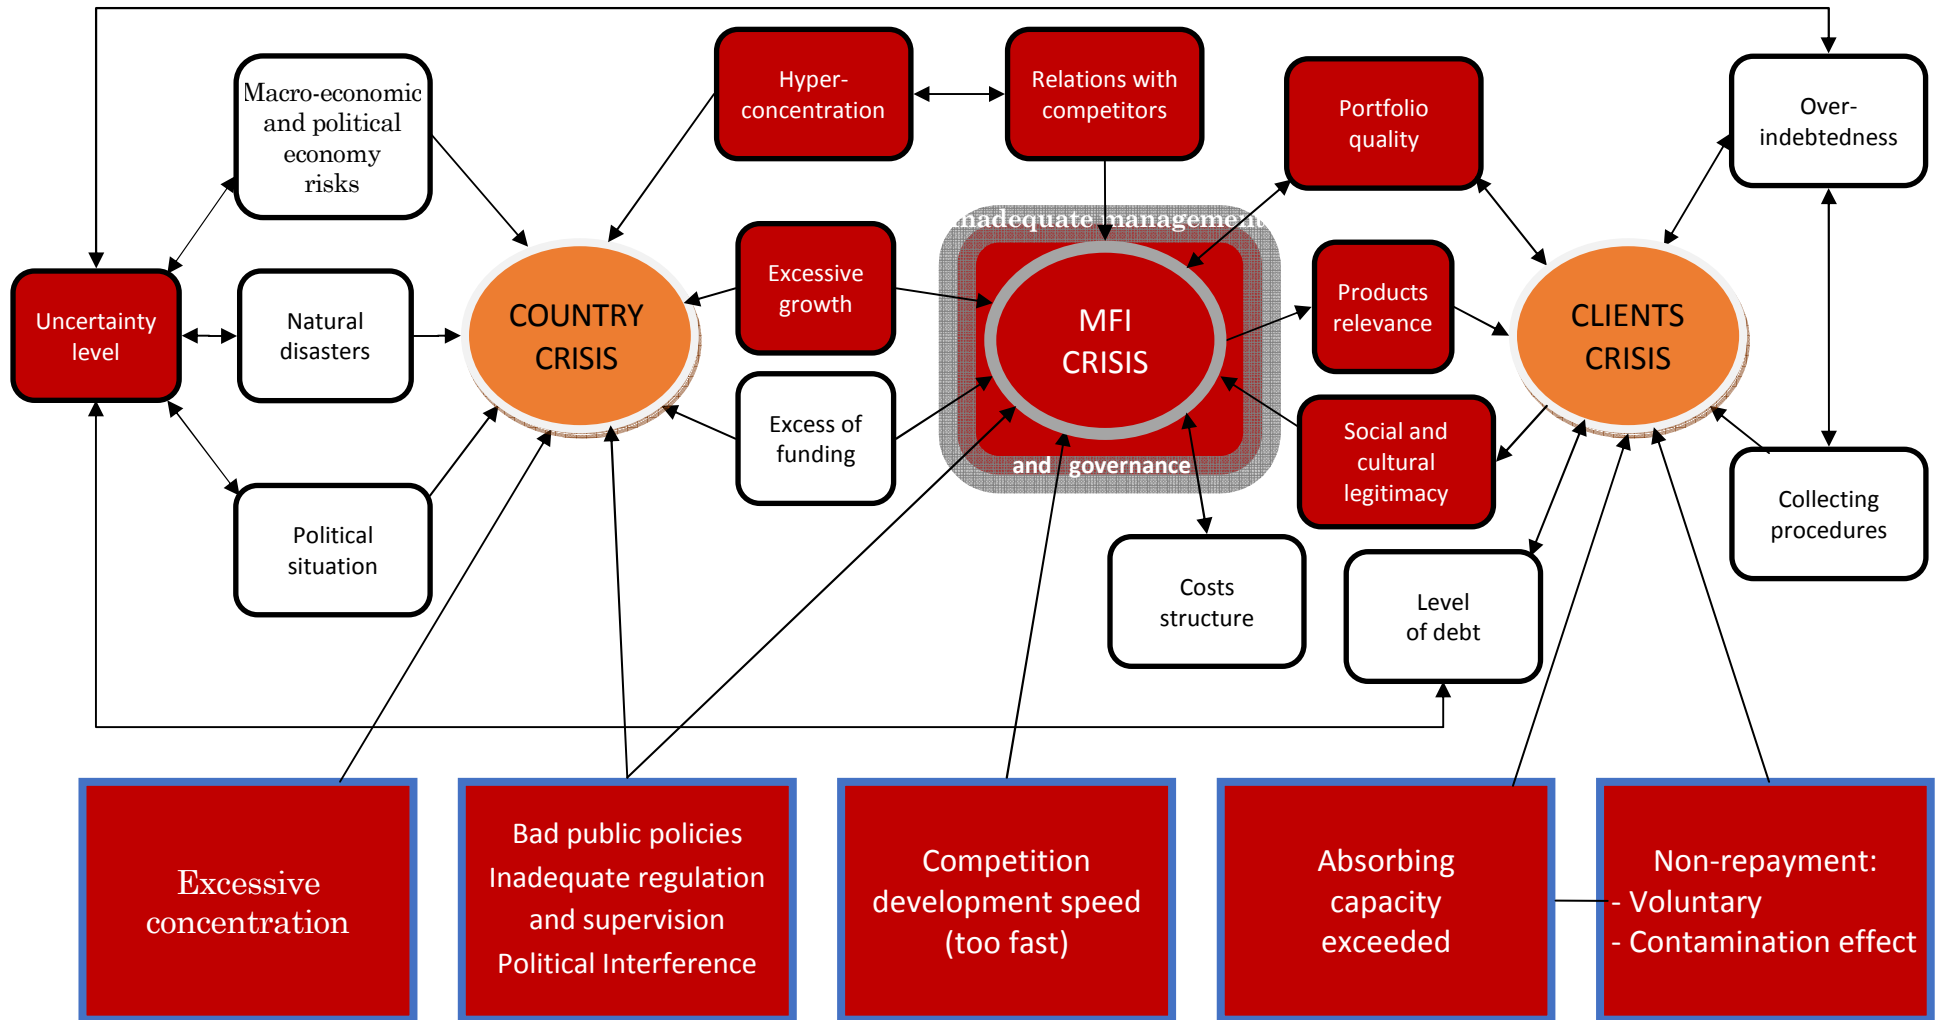 Macro-economic
and political
economy
risks
Hyper-
concentration
Relations with
competitors
Portfolio
quality
Over-
indebtedness
Uncertainty
level
Natural
disasters
Political
situation
COUNTRY
CRISIS
Excessive
growth
Excess of
funding
Inadequate management
MFI
CRISIS
and governance
Products
relevance
Social and
cultural
legitimacy
CLIENTS
CRISIS
Collecting
procedures
Costs
structure
Level
of debt
Excessive
concentration
Bad public policies
Inadequate regulation
and supervision
Political Interference
Competition
development speed
(too fast)
Absorbing
capacity
exceeded
Non-repayment:
- Voluntary
- Contamination effect